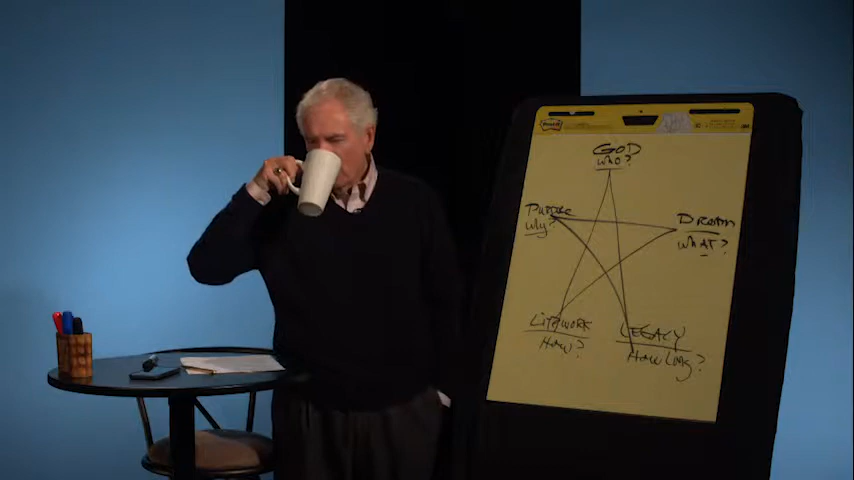 GOD
WHO?
PURPOSE
Why?
DREAM
WHAT?
LIFEWORK
HOW?
LEGACY
HOW LONG?